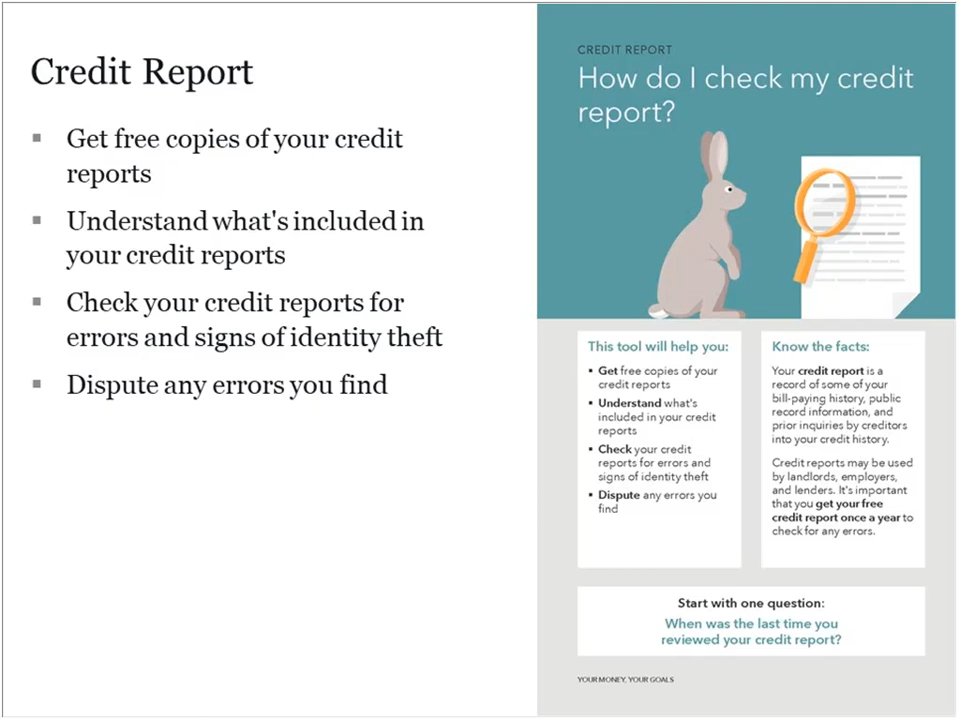 Credit Report
▪ Get free copies of your credit
reports
▪ Understand what's included in
your credit reports
▪ Check your credit reports for
errors and signs of identity theft
▪ Dispute any errors you find
CREDIT REPORT
How do I check my credit
report?
This tool will help you:
▪ Get free copies of your
credit reports
▪ Understand what's
included in your credit
reports
▪ Check your credit
reports for errors and
signs of identity theft
▪ Dispute any errors you
find
Know the facts:
Your credit report is a
record of some of your
bill-paying history, public
record information, and
prior inquiries by creditors
into your credit history.
Credit reports may be used
by landlords, employers,
and lenders. It's important
that you get your free
credit report once a year to
check for any errors.
Start with one question:
When was the last time you
reviewed your credit report?
YOUR MONEY, YOUR GOALS